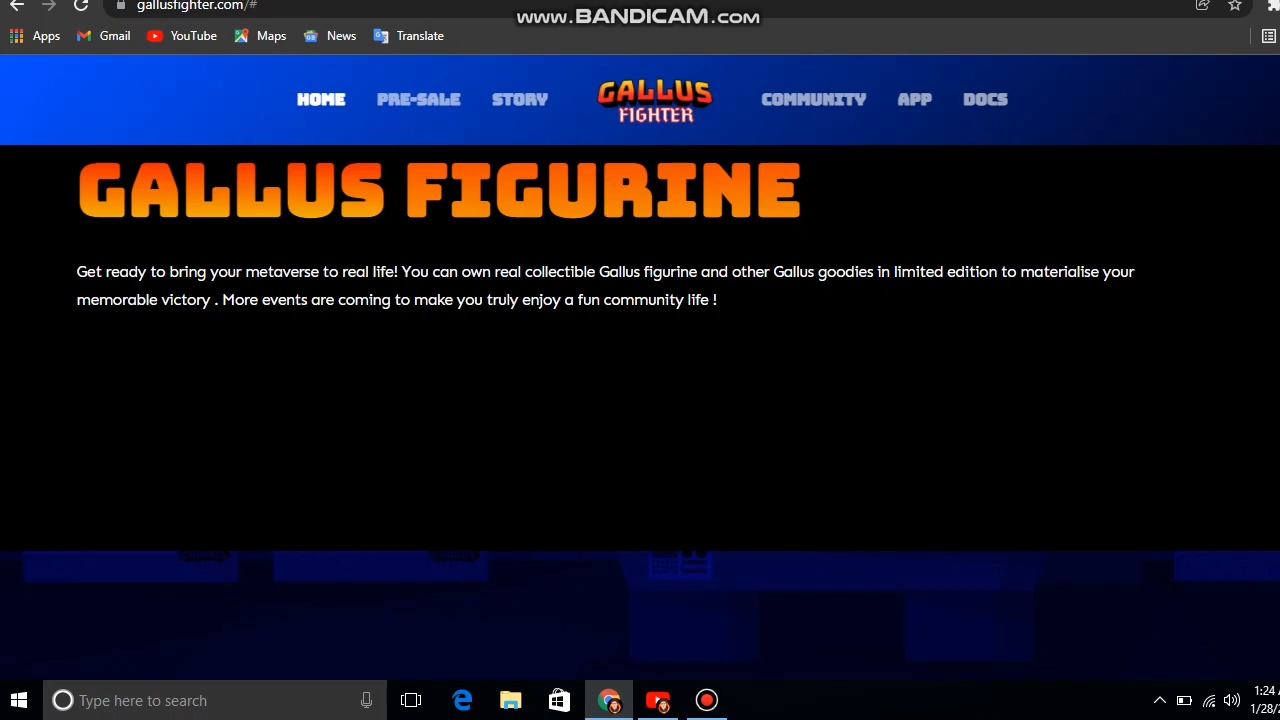 gallusfighter.com/#
www.BANDICAM.com
Apps Gmail YouTube Maps News Translate
HOME PRE-SALE STORY GALLUS FIGHTER COMMUNITY APP DOCS
GALLUS FIGURINE
Get ready to bring your metaverse to real life! You can own real collectible Gallus figurine and other Gallus goodies in limited edition to materialise your
memorable victory . More events are coming to make you truly enjoy a fun community life !
Type here to search
1:24
1/28/